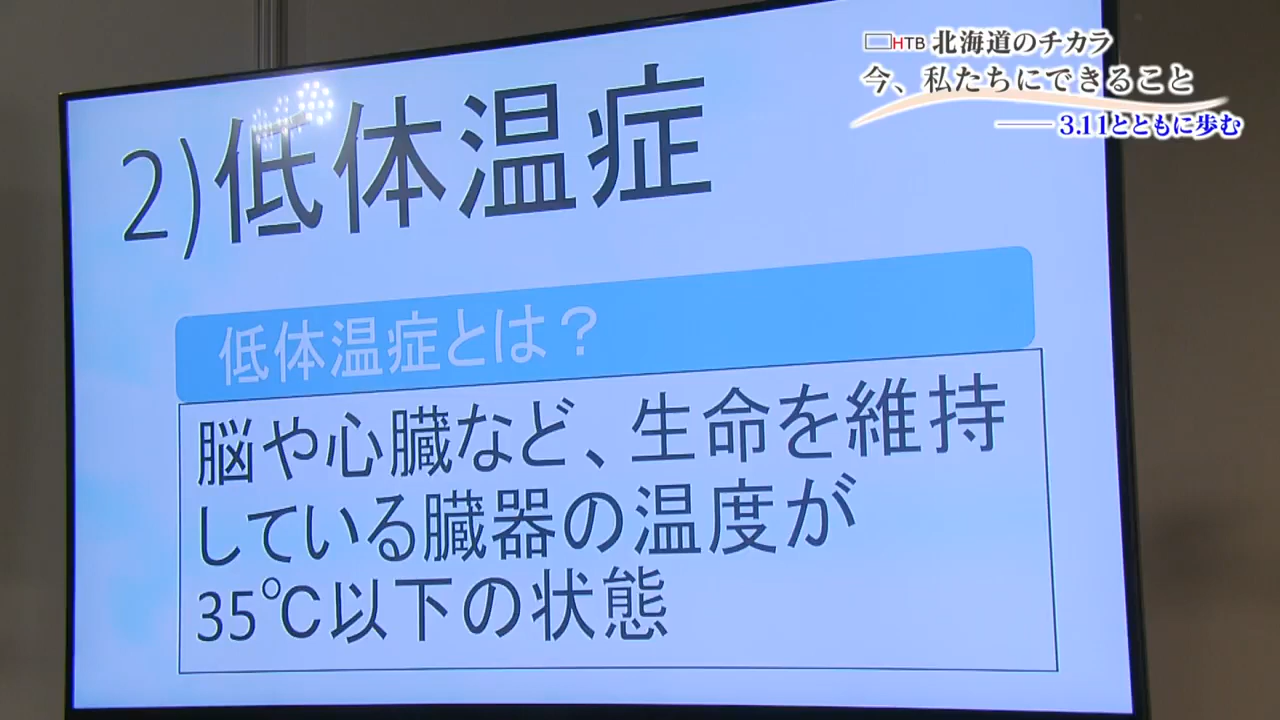 HTB 北海道のチカラ
今、私たちにできること
── 3.11とともに歩む
2)低体温症
低体温症とは？
脳や心臓など、生命を維持
している臓器の温度が
35℃以下の状態